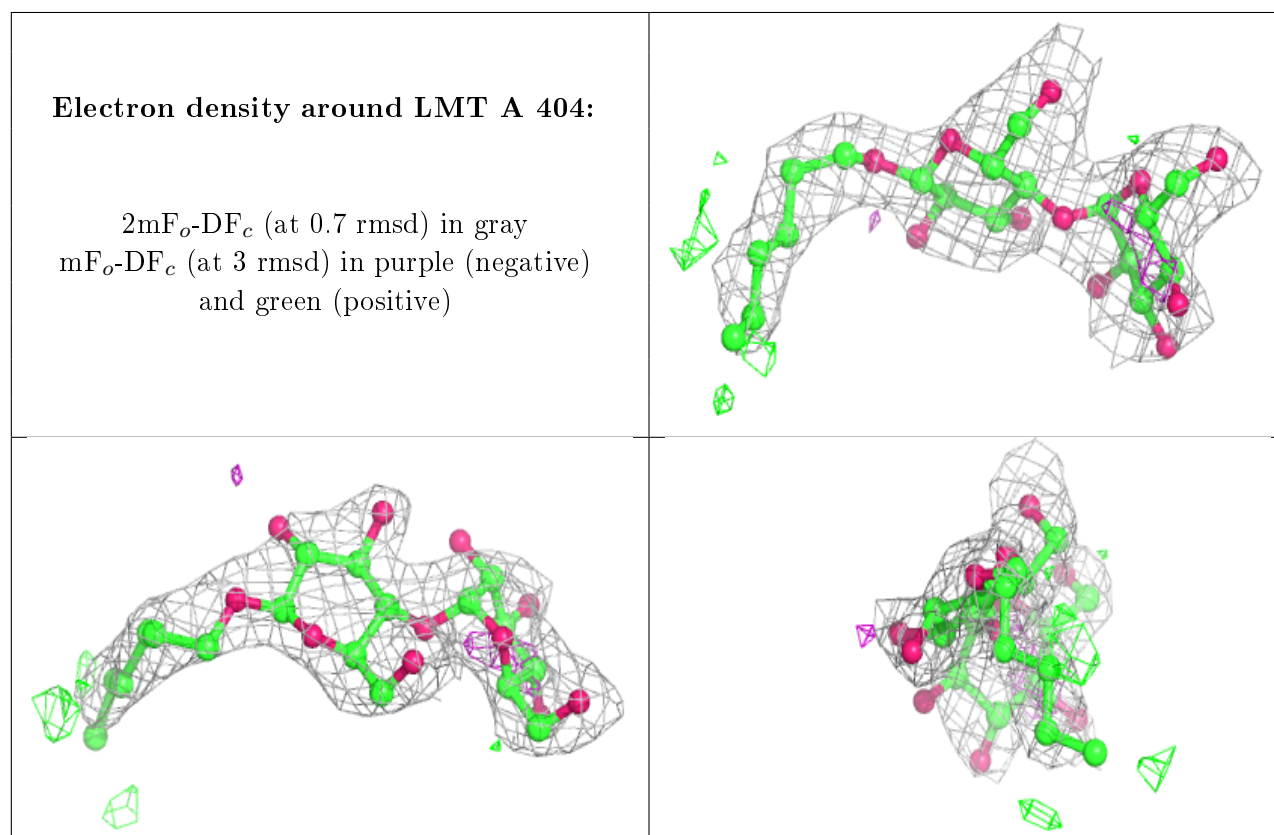 Electron density around LMT A 404:
2mFo-DFc (at 0.7 rmsd) in gray
mFo-DFc (at 3 rmsd) in purple (negative)
and green (positive)